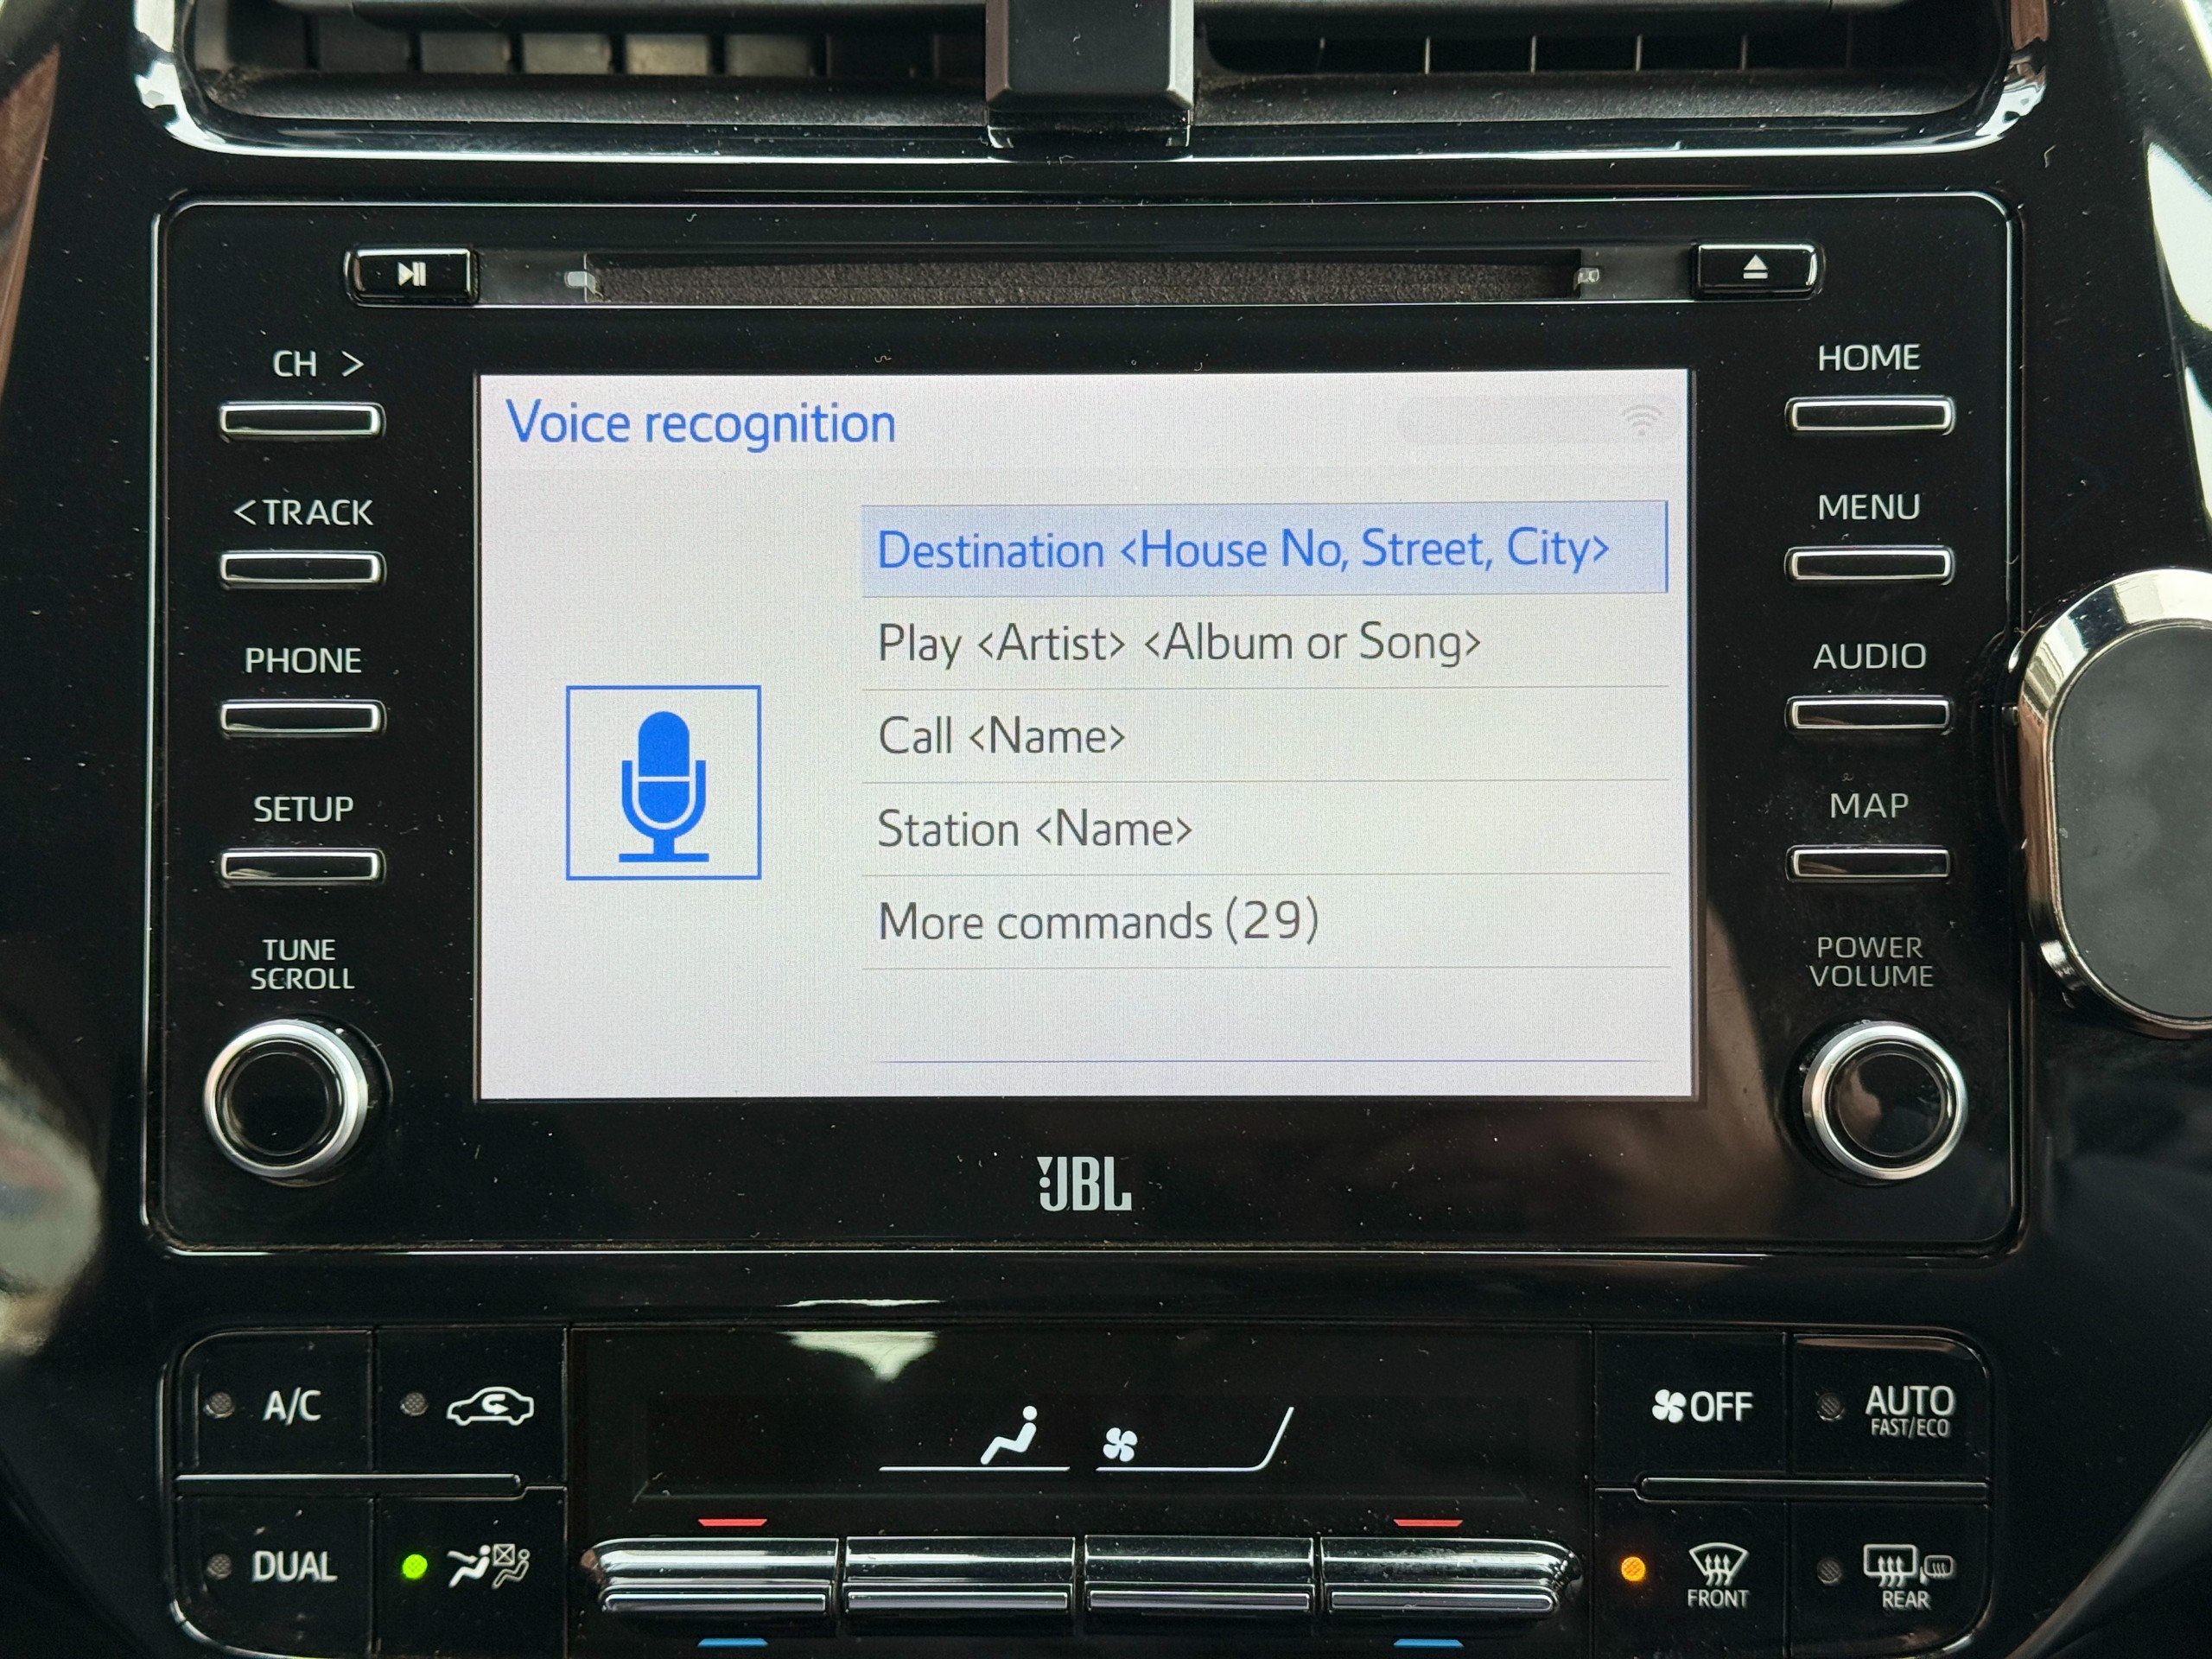 CH >
HOME
Voice recognition
< TRACK
MENU
Destination <House No, Street, City>
Play <Artist> <Album or Song>
PHONE
AUDIO
Call <Name>
SETUP
MAP
Station <Name>
More commands (29)
TUNE
SCROLL
POWER
VOLUME
JBL
A/C
OFF
AUTO
FAST/ECO
DUAL
FRONT
REAR